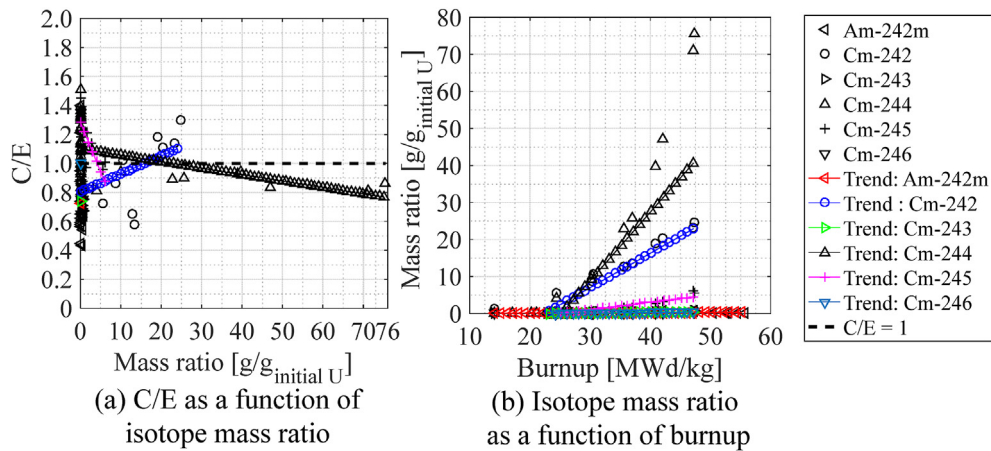 2.0
1.8
1.6
1.4
1.2
1.0
0.8
0.6
0.4
0.2
0
C/E
0 10 20 30 40 50 60 7076
Mass ratio [g/g_initial U]
(a) C/E as a function of
isotope mass ratio
80
70
60
50
40
30
20
10
0
Mass ratio [g/g_initial U]
10 20 30 40 50 60
Burnup [MWd/kg]
(b) Isotope mass ratio
as a function of burnup
Am-242m
Cm-242
Cm-243
Cm-244
Cm-245
Cm-246
Trend: Am-242m
Trend : Cm-242
Trend: Cm-243
Trend: Cm-244
Trend: Cm-245
Trend: Cm-246
C/E = 1